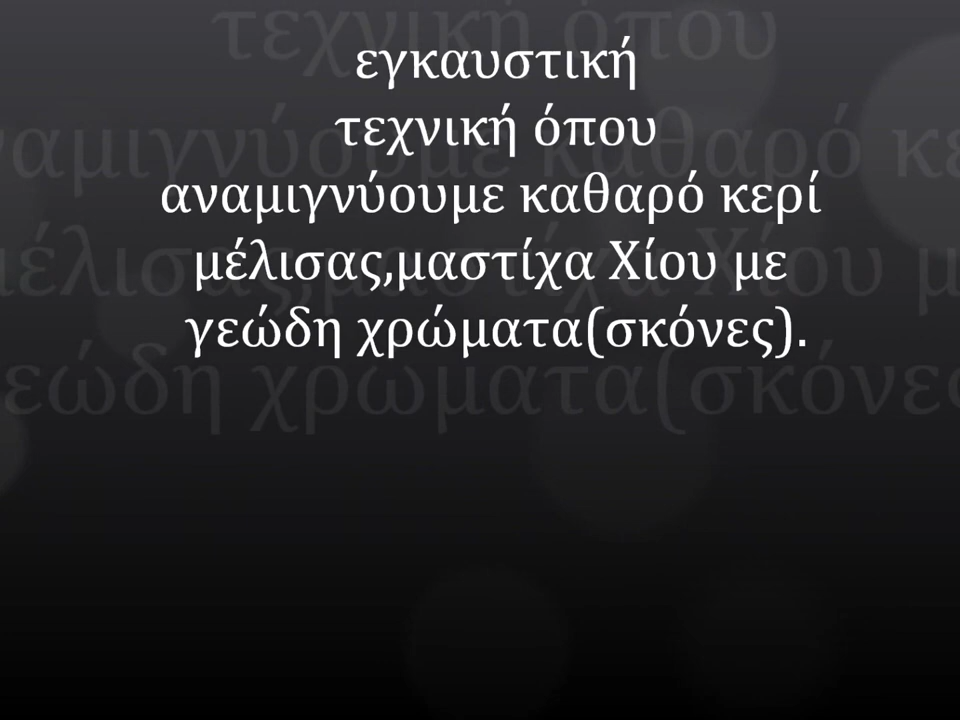 εγκαυστική
τεχνική όπου
αναμιγνύουμε καθαρό κερί
μέλισας,μαστίχα Χίου με
γεώδη χρώματα(σκόνες).